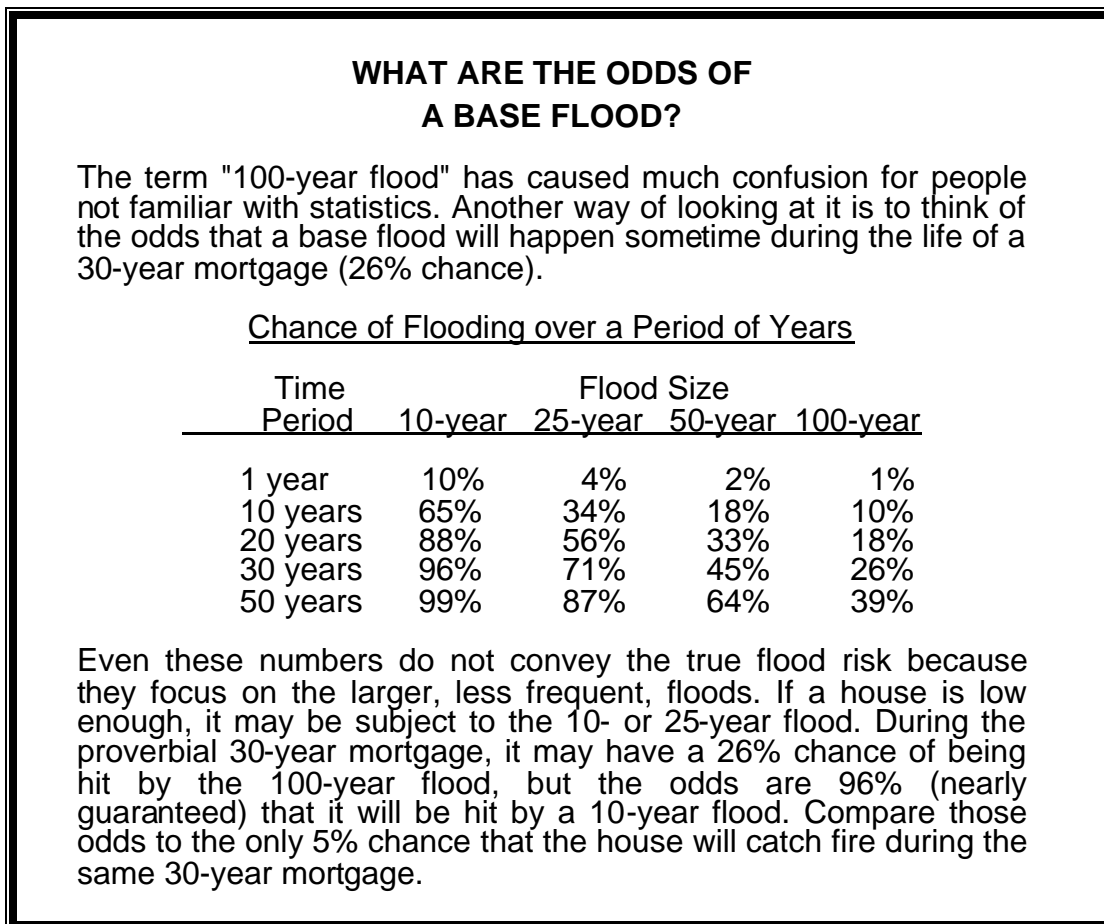 WHAT ARE THE ODDS OF
A BASE FLOOD?
The term "100-year flood" has caused much confusion for people
not familiar with statistics. Another way of looking at it is to think of
the odds that a base flood will happen sometime during the life of a
30-year mortgage (26% chance).
Chance of Flooding over a Period of Years
Time Flood Size
Period 10-year 25-year 50-year 100-year
1 year 10% 4% 2% 1%
10 years 65% 34% 18% 10%
20 years 88% 56% 33% 18%
30 years 96% 71% 45% 26%
50 years 99% 87% 64% 39%
Even these numbers do not convey the true flood risk because
they focus on the larger, less frequent, floods. If a house is low
enough, it may be subject to the 10- or 25-year flood. During the
proverbial 30-year mortgage, it may have a 26% chance of being
hit by the 100-year flood, but the odds are 96% (nearly
guaranteed) that it will be hit by a 10-year flood. Compare those
odds to the only 5% chance that the house will catch fire during the
same 30-year mortgage.